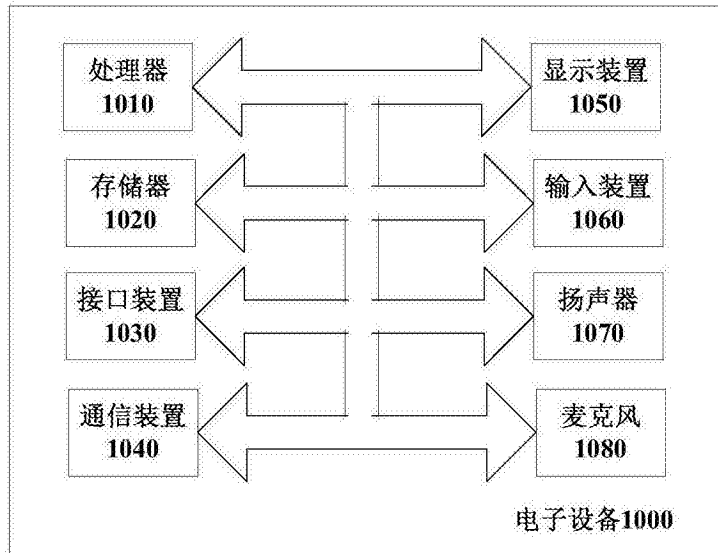 处理器
1010
显示装置
1050
存储器
1020
输入装置
1060
接口装置
1030
扬声器
1070
通信装置
1040
麦克风
1080
电子设备1000